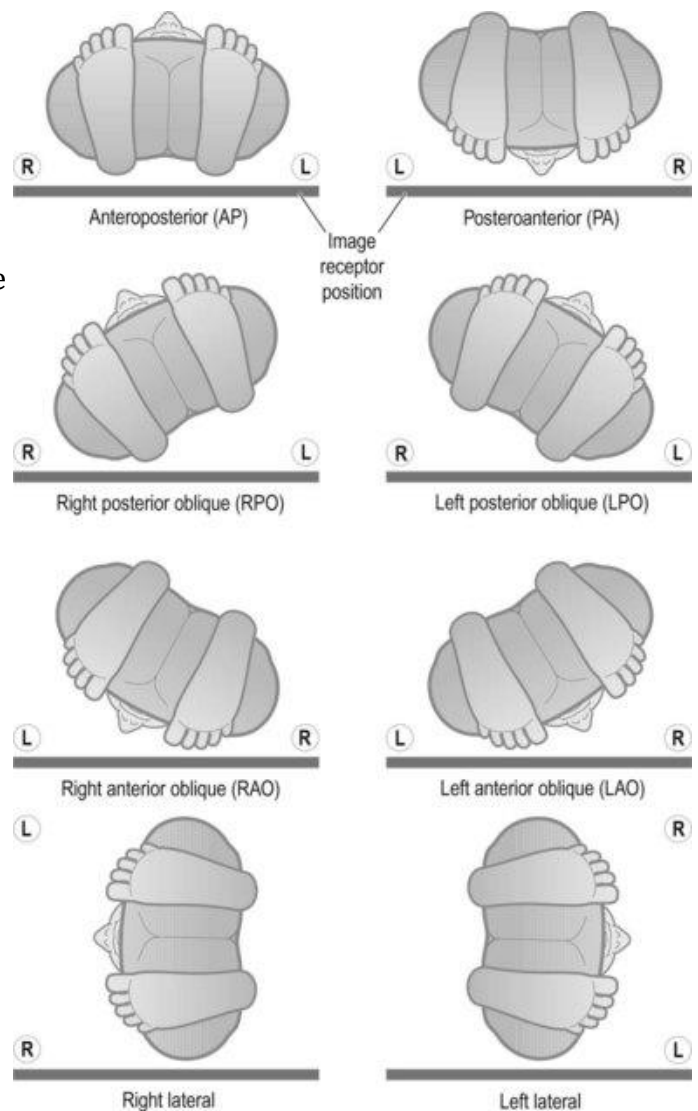 R
L
Anteroposterior (AP)
L
R
Posteroanterior (PA)
Image
receptor
position
e
R
L
Right posterior oblique (RPO)
R
L
Left posterior oblique (LPO)
L
R
Right anterior oblique (RAO)
L
R
Left anterior oblique (LAO)
L
R
Right lateral
R
L
Left lateral